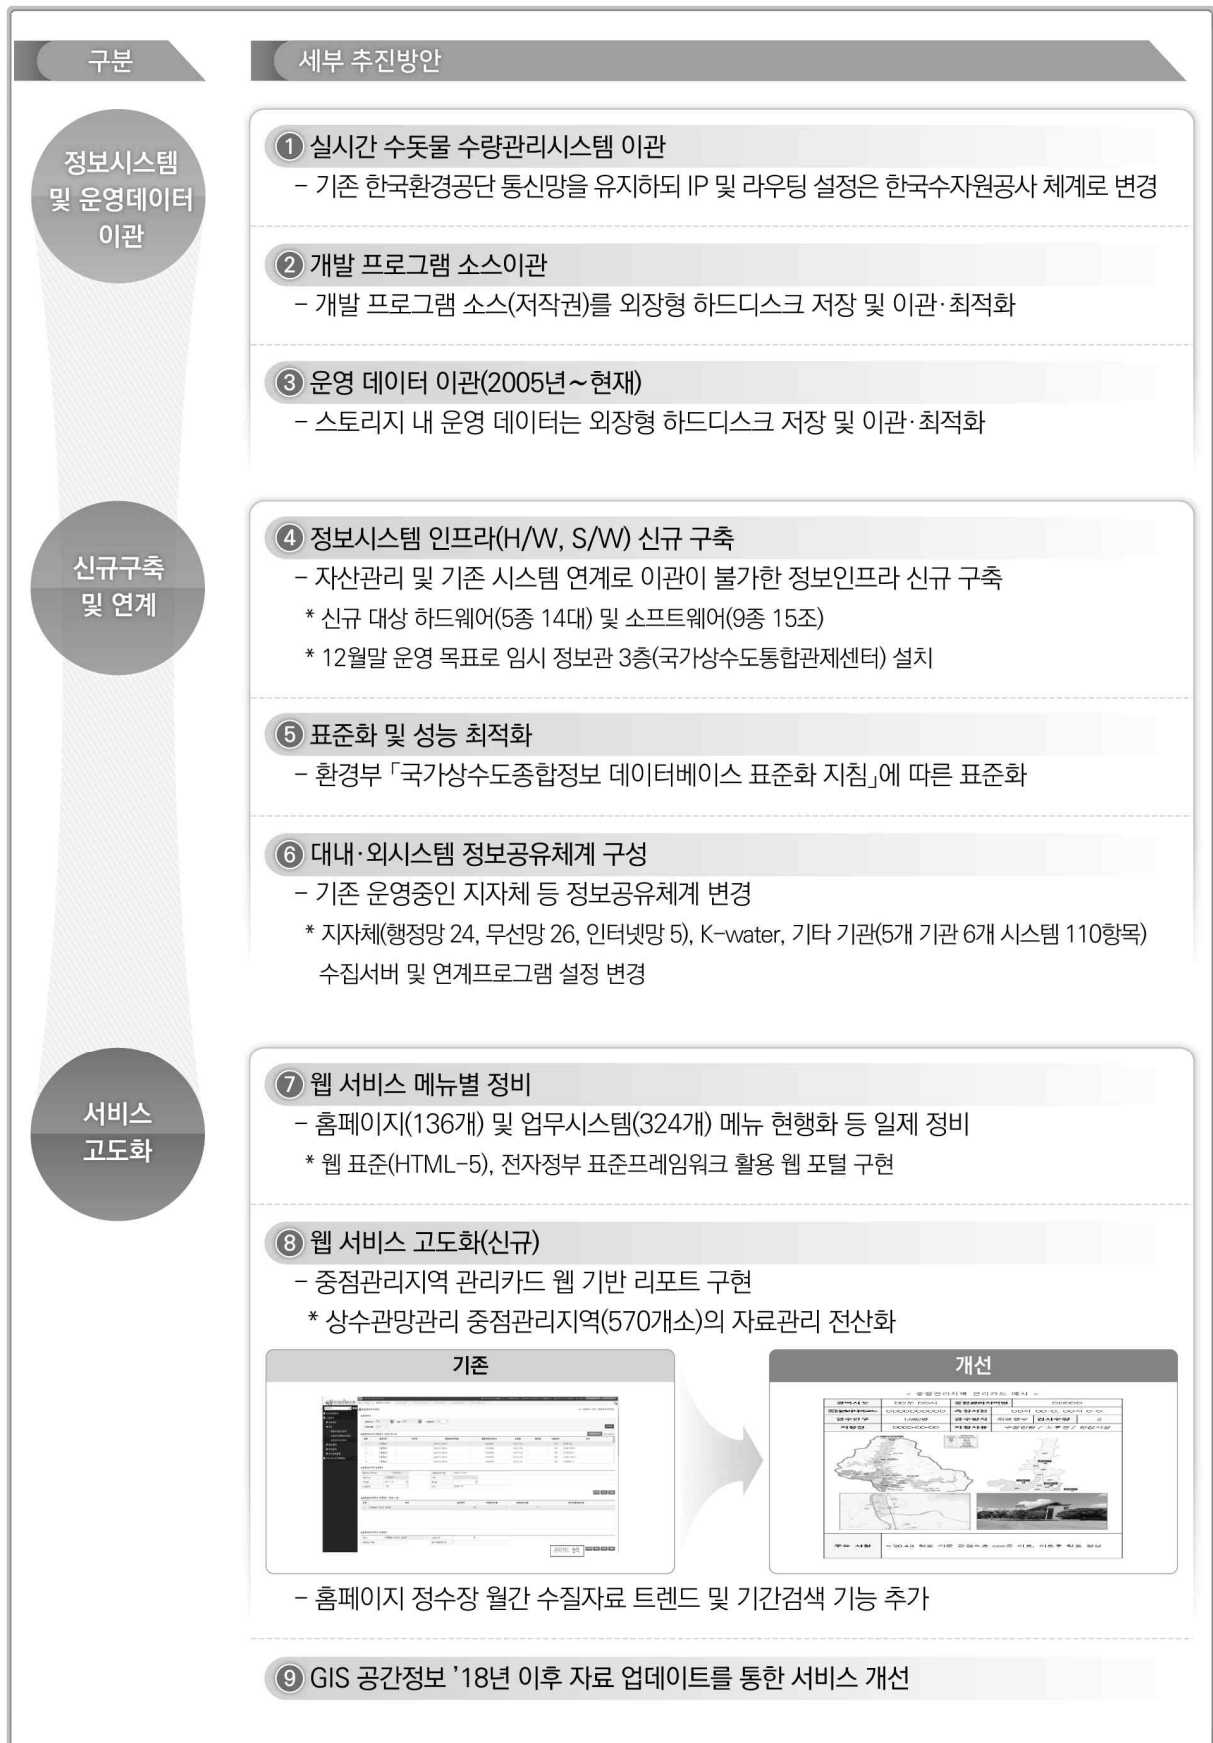 구분
세부 추진방안
정보시스템
및 운영데이터
이관
① 실시간 수돗물 수량관리시스템 이관
- 기존 한국환경공단 통신망을 유지하되 IP 및 라우팅 설정은 한국수자원공사 체계로 변경
② 개발 프로그램 소스이관
- 개발 프로그램 소스(저작권)를 외장형 하드디스크 저장 및 이관·최적화
③ 운영 데이터 이관(2005년~현재)
- 스토리지 내 운영 데이터는 외장형 하드디스크 저장 및 이관·최적화
신규구축
및 연계
④ 정보시스템 인프라(H/W, S/W) 신규 구축
- 자산관리 및 기존 시스템 연계로 이관이 불가한 정보인프라 신규 구축
* 신규 대상 하드웨어(5종 14대) 및 소프트웨어(9종 15조)
* 12월말 운영 목표로 임시 정보관 3층(국가상수도통합관제센터) 설치
⑤ 표준화 및 성능 최적화
- 환경부 「국가상수도종합정보 데이터베이스 표준화 지침」에 따른 표준화
⑥ 대내·외시스템 정보공유체계 구성
- 기존 운영중인 지자체 등 정보공유체계 변경
* 지자체(행정망 24, 무선망 26, 인터넷망 5), K-water, 기타 기관(5개 기관 6개 시스템 110항목)
수집서버 및 연계프로그램 설정 변경
서비스
고도화
⑦ 웹 서비스 메뉴별 정비
- 홈페이지(136개) 및 업무시스템(324개) 메뉴 현행화 등 일제 정비
* 웹 표준(HTML-5), 전자정부 표준프레임워크 활용 웹 포털 구현
⑧ 웹 서비스 고도화(신규)
- 중점관리지역 관리카드 웹 기반 리포트 구현
* 상수관망관리 중점관리지역(570개소)의 자료관리 전산화
기존
개선
- 홈페이지 정수장 월간 수질자료 트렌드 및 기간검색 기능 추가
⑨ GIS 공간정보 ’18년 이후 자료 업데이트를 통한 서비스 개선